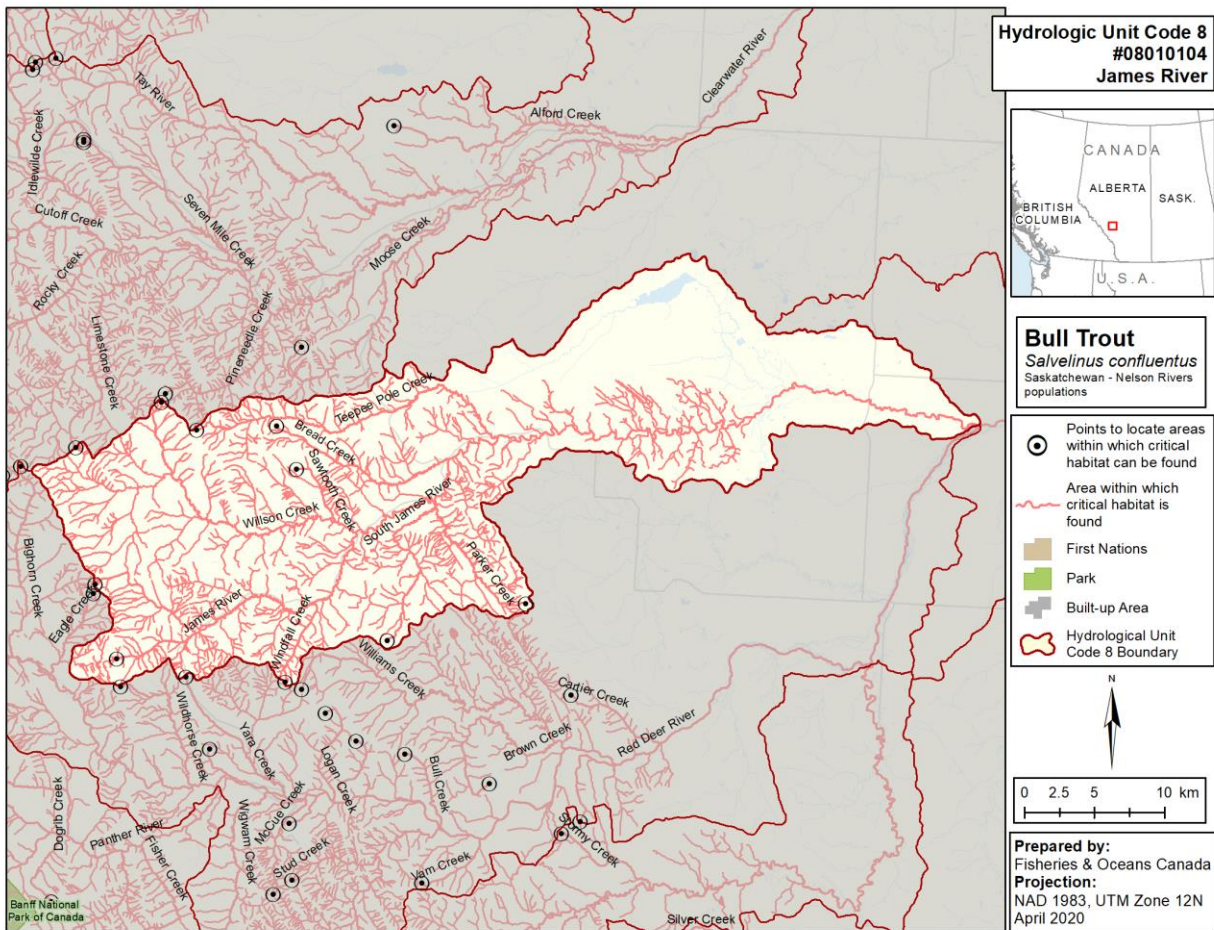 Hydrologic Unit Code 8
#08010104
James River
CANADA
ALBERTA
SASK.
BRITISH
COLUMBIA
U.S.A.
Bull Trout
Salvelinus confluentus
Saskatchewan - Nelson Rivers
populations
Points to locate areas
within which critical
habitat can be found
Area within which
critical habitat is
found
First Nations
Park
Built-up Area
Hydrological Unit
Code 8 Boundary
N
0 2.5 5 10 km
Prepared by:
Fisheries & Oceans Canada
Projection:
NAD 1983, UTM Zone 12N
April 2020
Tay River
Clearwater River
Alford Creek
Idlewilde Creek
Cutoff Creek
Seven Mile Creek
Moose Creek
Rocky Creek
Limestone Creek
Pineneedle Creek
Teepee Pole Creek
Bread Creek
Sawtooth Creek
Willson Creek
South James River
Parker Creek
Bighorn Creek
Eagle Creek
James River
Windfall Creek
Williams Creek
Cartier Creek
Wildhorse Creek
Yara Creek
Logan Creek
Bull Creek
Brown Creek
Red Deer River
Dogrib Creek
Panther River
Fisher Creek
Wigwam Creek
McCue Creek
Stud Creek
Yam Creek
Stormy Creek
Silver Creek
Banff National
Park of Canada